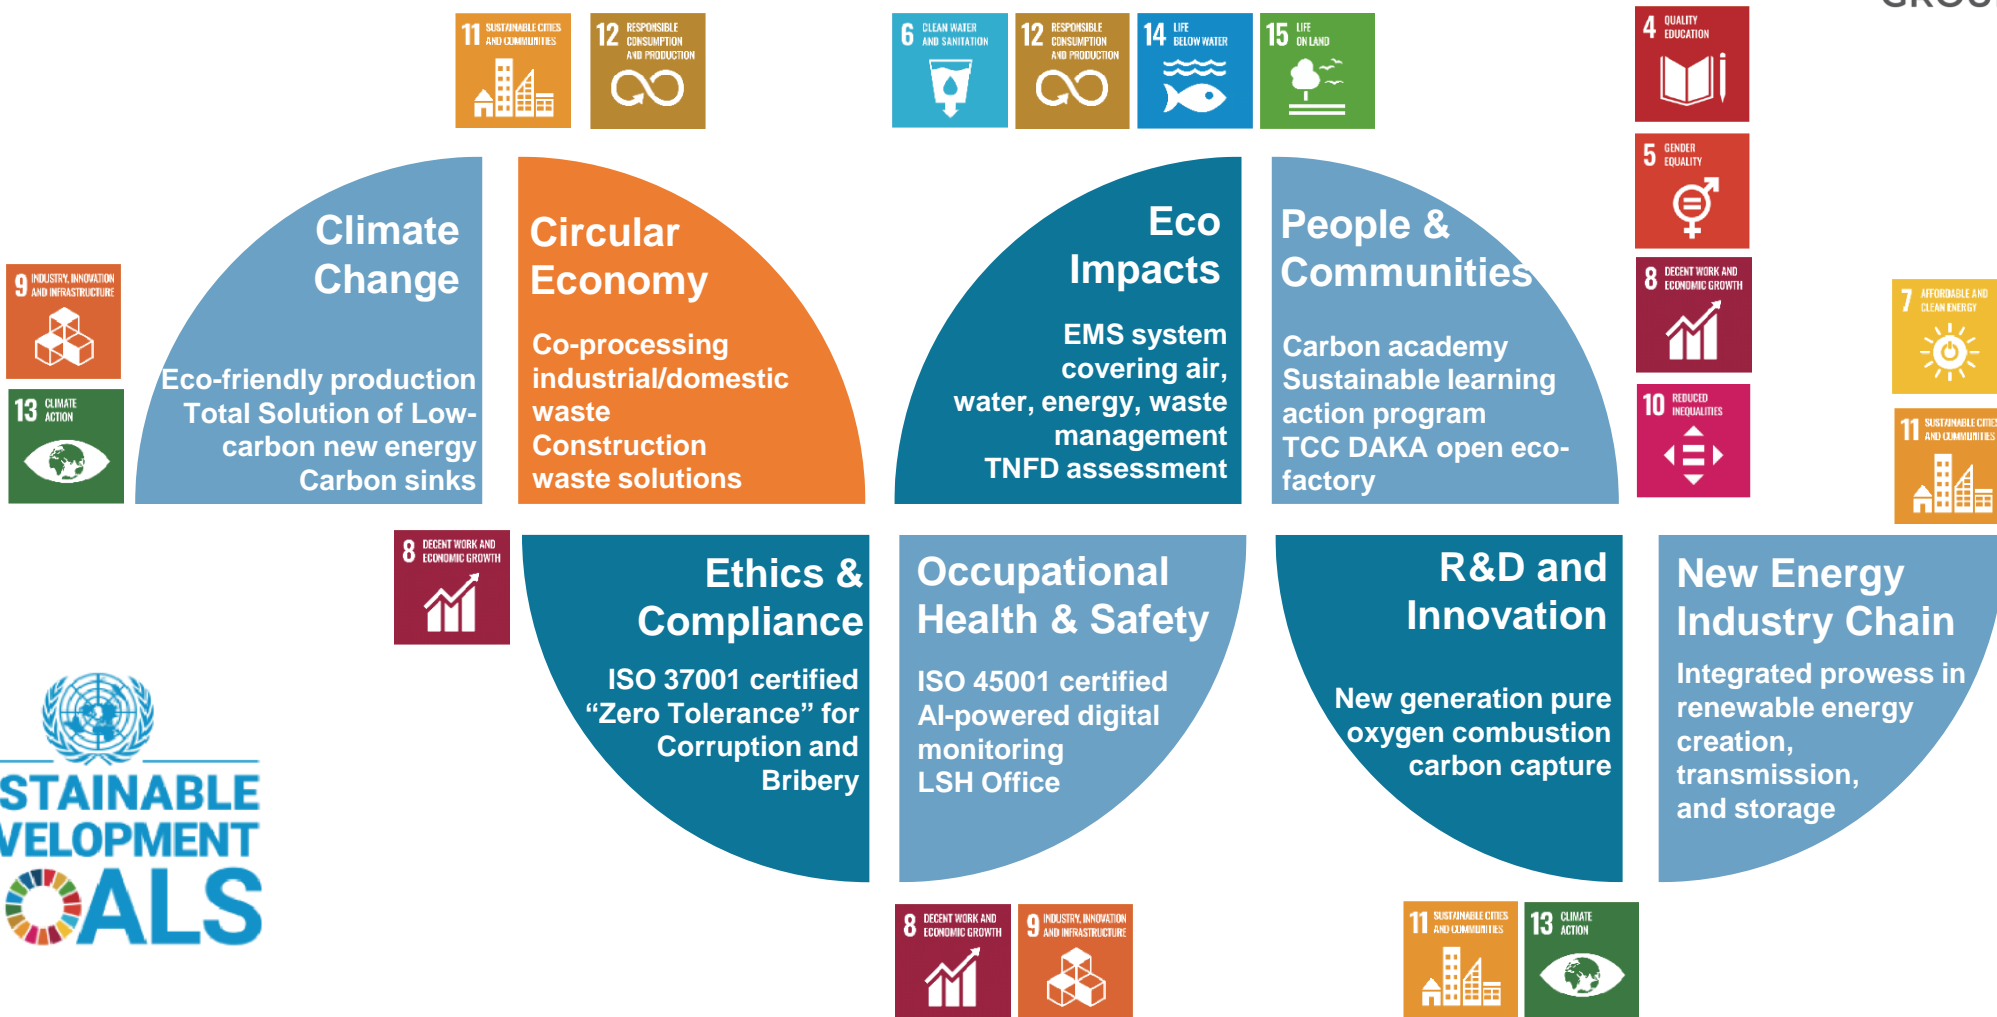 GROUP
11 SUSTAINABLE CITIES
AND COMMUNITIES
12 RESPONSIBLE
CONSUMPTION
AND PRODUCTION
6 CLEAN WATER
AND SANITATION
12 RESPONSIBLE
CONSUMPTION
AND PRODUCTION
14 LIFE
BELOW WATER
15 LIFE
ON LAND
4 QUALITY
EDUCATION
5 GENDER
EQUALITY
8 DECENT WORK AND
ECONOMIC GROWTH
10 REDUCED
INEQUALITIES
9 INDUSTRY, INNOVATION
AND INFRASTRUCTURE
13 CLIMATE
ACTION
Climate
Change
Eco-friendly production
Total Solution of Low-
carbon new energy
Carbon sinks
Circular
Economy
Co-processing
industrial/domestic
waste
Construction
waste solutions
Eco
Impacts
EMS system
covering air,
water, energy, waste
management
TNFD assessment
People &
Communities
Carbon academy
Sustainable learning
action program
TCC DAKA open eco-
factory
7 AFFORDABLE AND
CLEAN ENERGY
11 SUSTAINABLE CITIES
AND COMMUNITIES
8 DECENT WORK AND
ECONOMIC GROWTH
Ethics &
Compliance
ISO 37001 certified
“Zero Tolerance” for
Corruption and
Bribery
Occupational
Health & Safety
ISO 45001 certified
AI-powered digital
monitoring
LSH Office
R&D and
Innovation
New generation pure
oxygen combustion
carbon capture
New Energy
Industry Chain
Integrated prowess in
renewable energy
creation,
transmission,
and storage
STAINABLE
VELOPMENT
OALS
8 DECENT WORK AND
ECONOMIC GROWTH
9 INDUSTRY, INNOVATION
AND INFRASTRUCTURE
11 SUSTAINABLE CITIES
AND COMMUNITIES
13 CLIMATE
ACTION